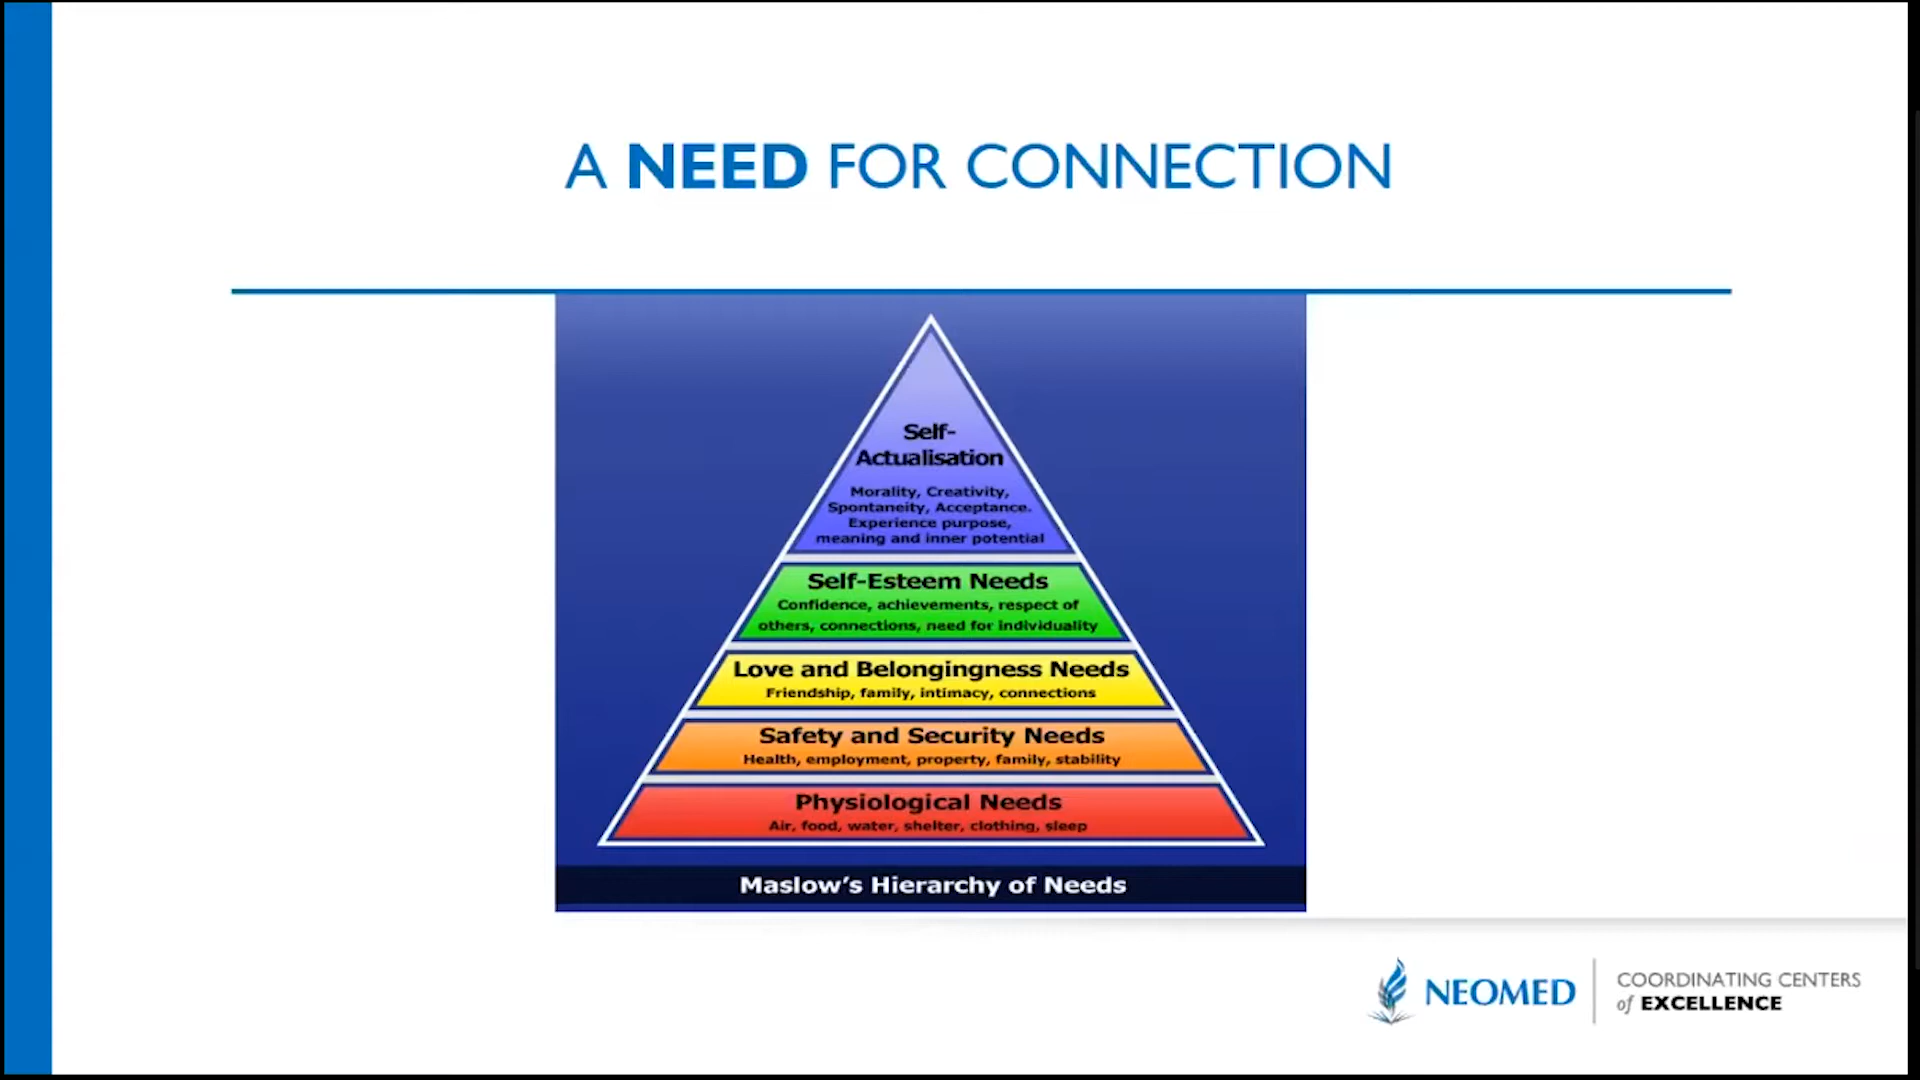 A NEED FOR CONNECTION
Self-
Actualisation
Morality, Creativity,
Spontaneity, Acceptance.
Experience purpose,
meaning and inner potential
Self-Esteem Needs
Confidence, achievements, respect of
others, connections, need for individuality
Love and Belongingness Needs
Friendship, family, intimacy, connections
Safety and Security Needs
Health, employment, property, family, stability
Physiological Needs
Air, food, water, shelter, clothing, sleep
Maslow's Hierarchy of Needs
NEOMED
COORDINATING CENTERS
of EXCELLENCE